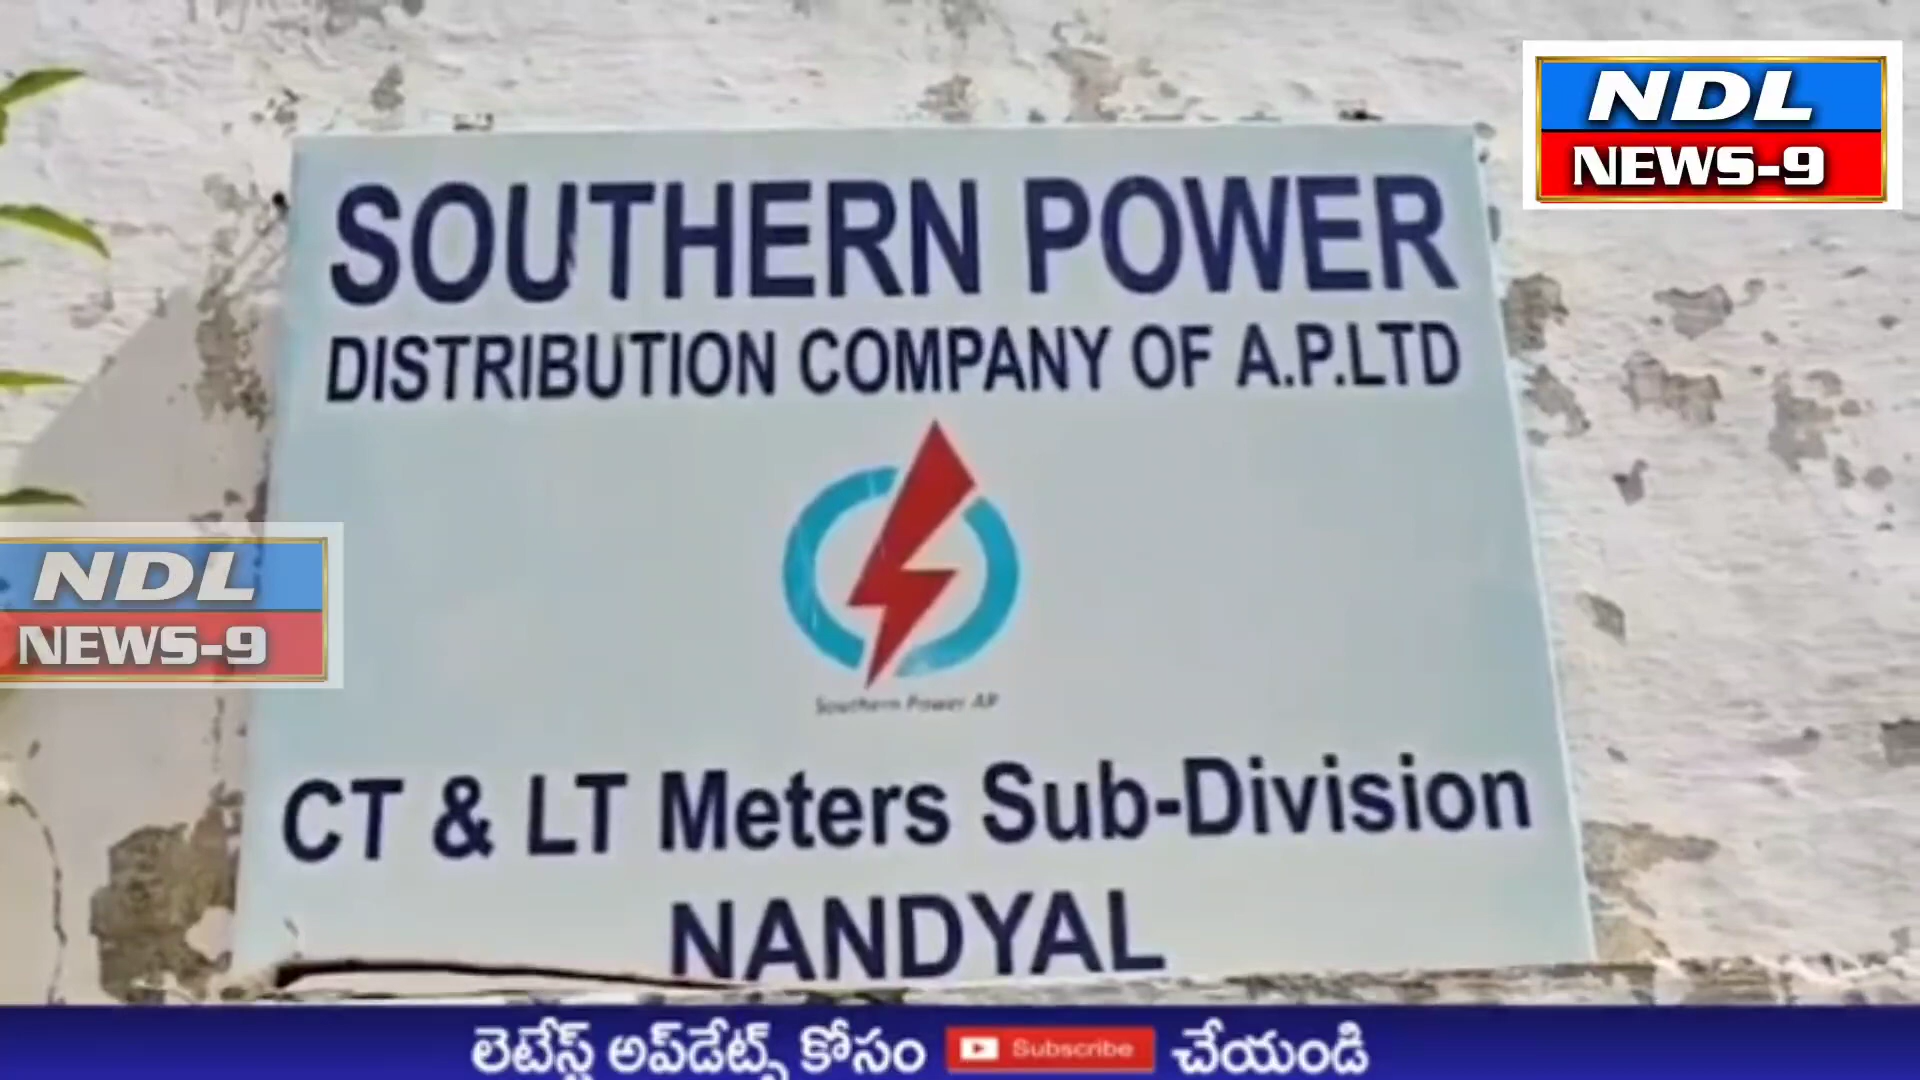 NDL
NEWS-9
SOUTHERN POWER
DISTRIBUTION COMPANY OF A.P.LTD
Southern Power AP
NDL
NEWS-9
CT & LT Meters Sub-Division
NANDYAL
లెటేస్ట్ అప్‌డేట్స్ కోసం Subscribe చేయండి